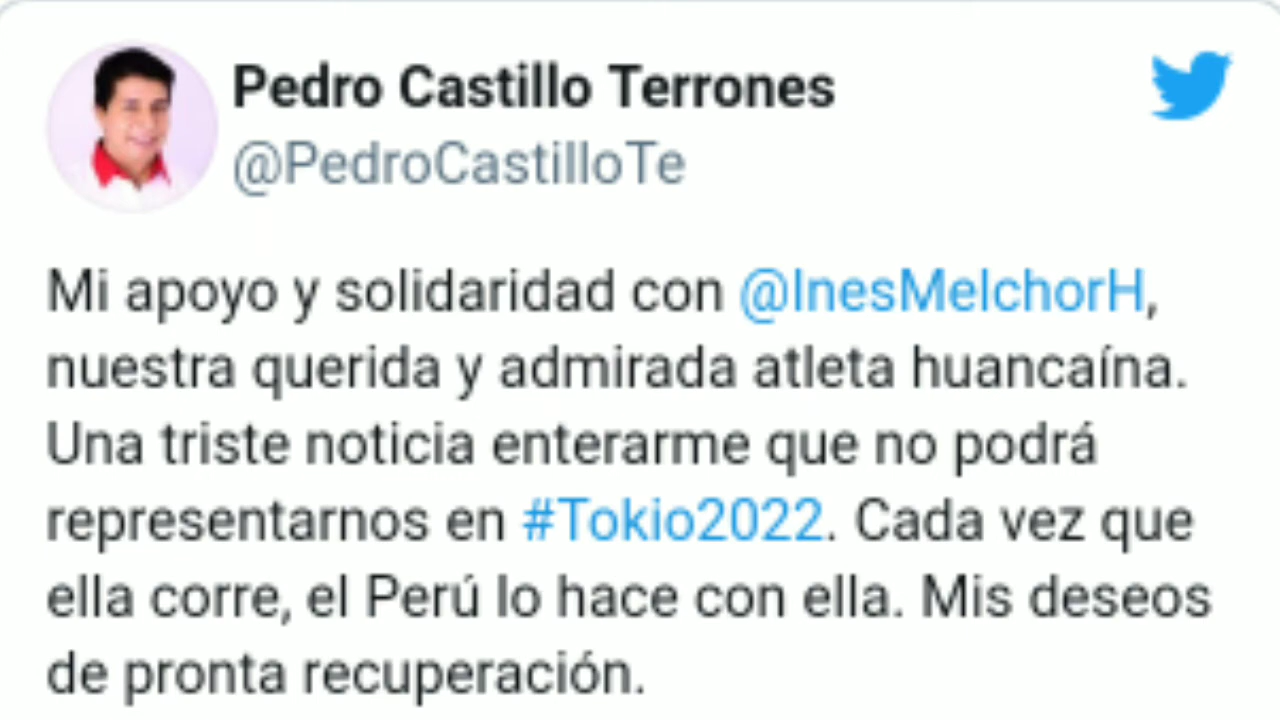 Pedro Castillo Terrones
@PedroCastilloTe
Mi apoyo y solidaridad con @InesMelchorH,
nuestra querida y admirada atleta huancaína.
Una triste noticia enterarme que no podrá
representarnos en #Tokio2022. Cada vez que
ella corre, el Perú lo hace con ella. Mis deseos
de pronta recuperación.